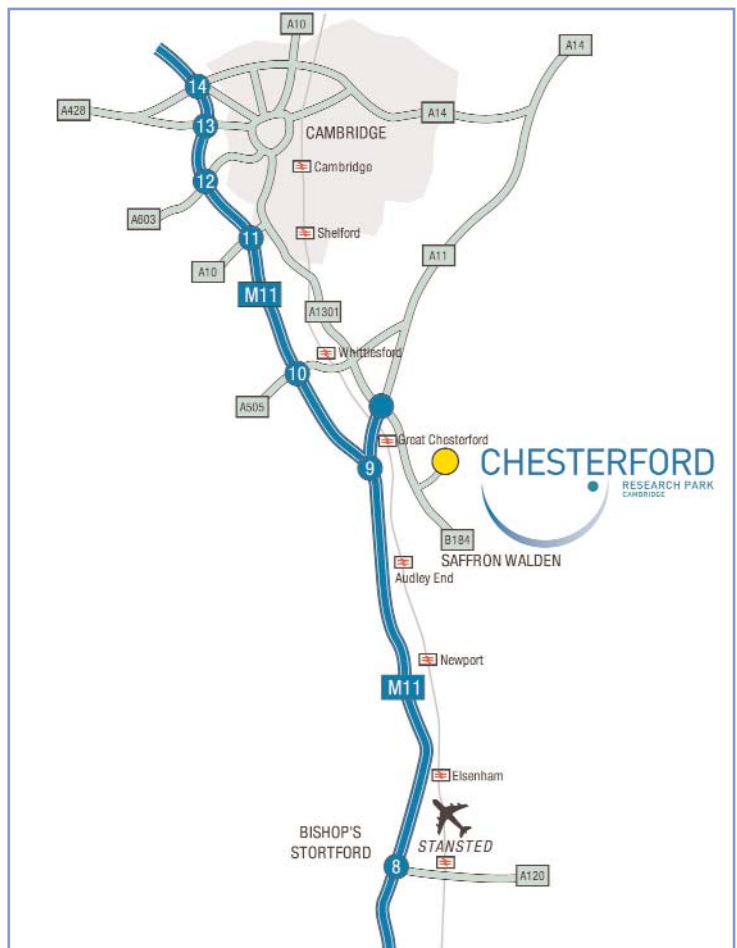 A10
A14
14
A428
A14
13
CAMBRIDGE
Cambridge
12
A603
Shelford
11
A11
A10
M11
A1301
Whittlesford
10
A505
Great Chesterford
9
CHESTERFORD
RESEARCH PARK
CAMBRIDGE
B184
SAFFRON WALDEN
Audley End
Newport
M11
Elsenham
BISHOP'S
STORTFORD
STANSTED
8
A120